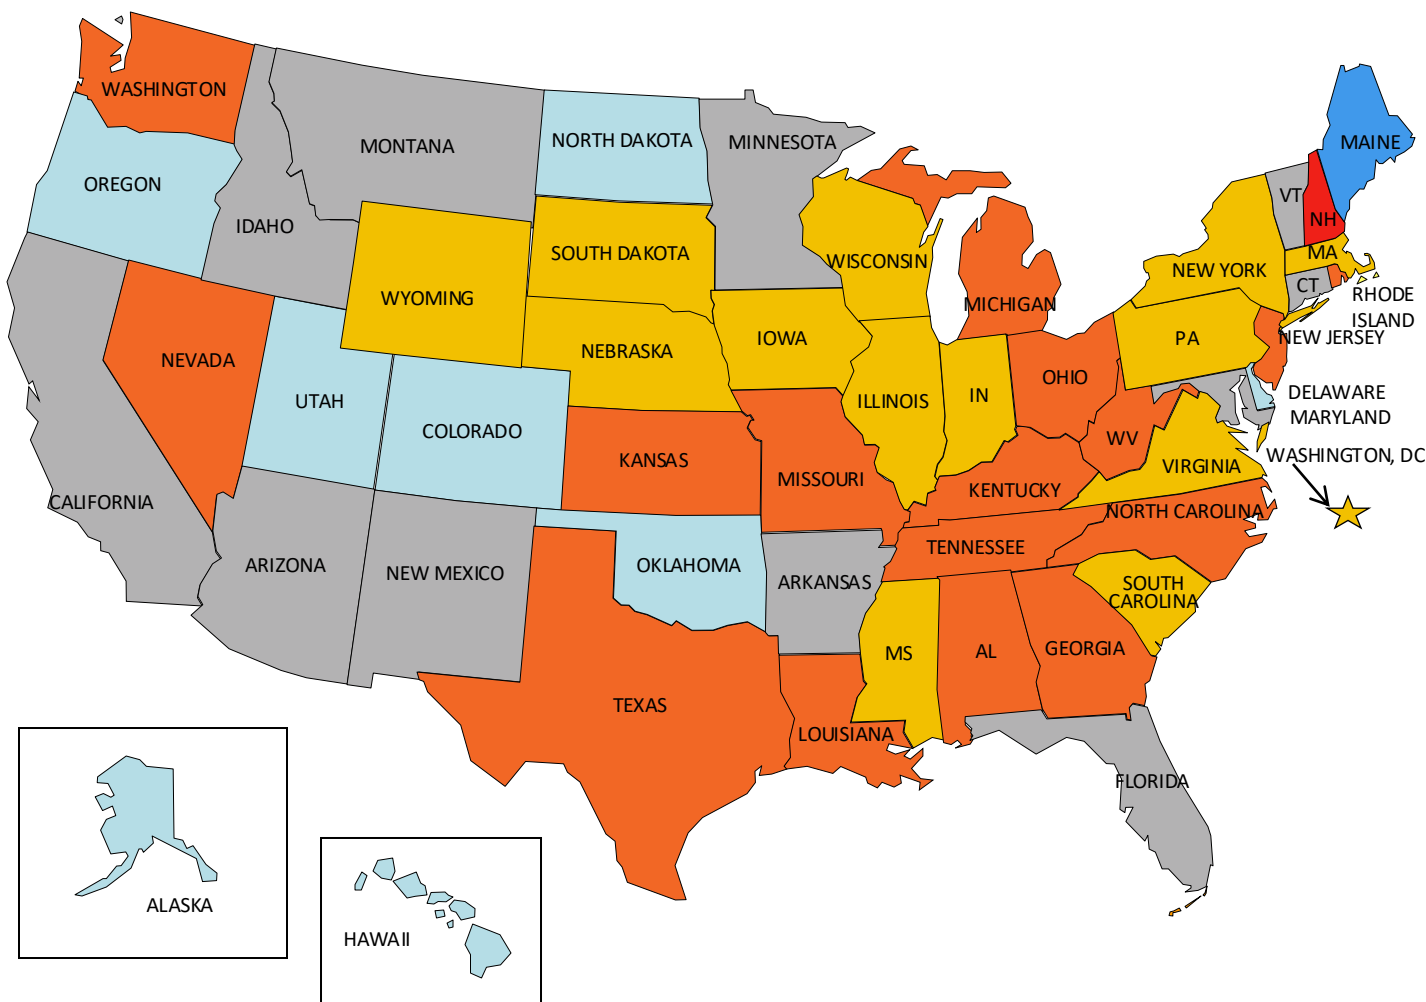 WASHINGTON
OREGON
MONTANA
IDAHO
NORTH DAKOTA
MINNESOTA
SOUTH DAKOTA
WYOMING
NEBRASKA
WISCONSIN
MICHIGAN
IOWA
NEVADA
UTAH
COLORADO
CALIFORNIA
ARIZONA
NEW MEXICO
KANSAS
OKLAHOMA
TEXAS
MISSOURI
ARKANSAS
LOUISIANA
ILLINOIS
IN
OHIO
KENTUCKY
TENNESSEE
MS
AL
GEORGIA
FLORIDA
SOUTH
CAROLINA
NORTH CAROLINA
VIRGINIA
WV
PA
NEW YORK
VT
NH
MAINE
MA
CT
RHODE
ISLAND
NEW JERSEY
DELAWARE
MARYLAND
WASHINGTON, DC
ALASKA
HAWAII